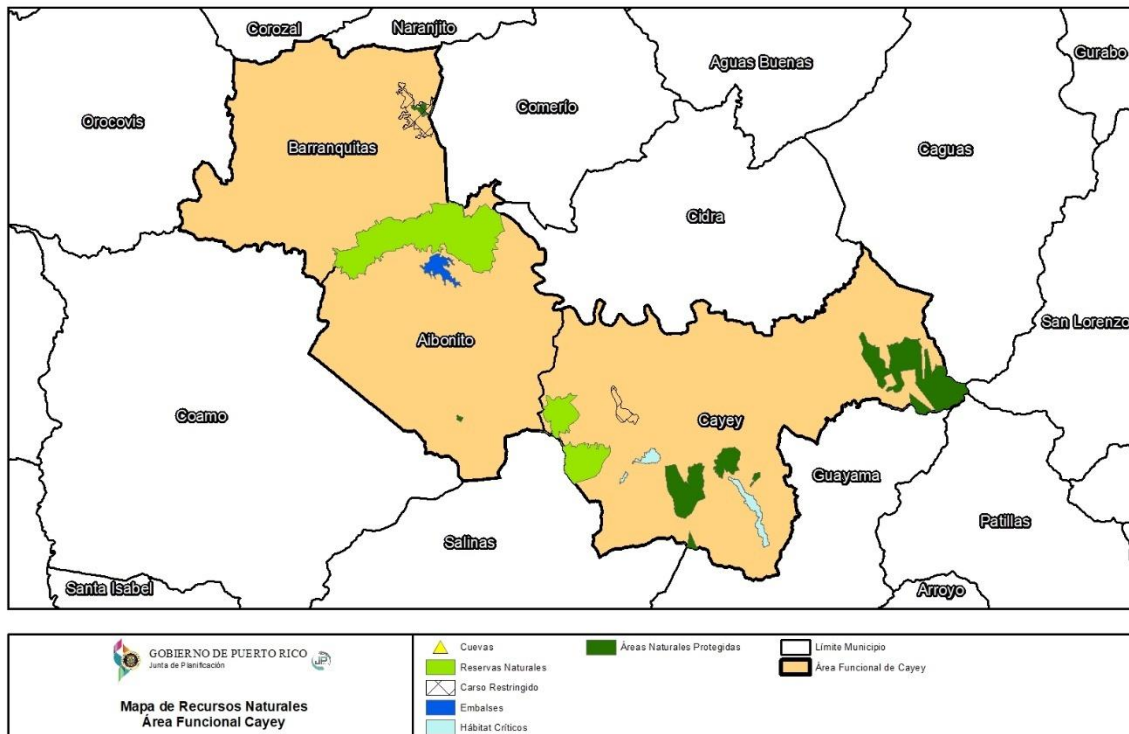 Corozal
Naranjito
Gurabo
Aguas Buenas
Orocovis
Comerío
Caguas
Barranquitas
Cidra
San Lorenzo
Aibonito
Coamo
Cayey
Guayama
Patillas
Salinas
Santa Isabel
Arroyo
GOBIERNO DE PUERTO RICO
Junta de Planificación
JP
Mapa de Recursos Naturales
Área Funcional Cayey
Cuevas
Reservas Naturales
Carso Restringido
Embalses
Hábitat Críticos
Áreas Naturales Protegidas
Límite Municipio
Área Funcional de Cayey